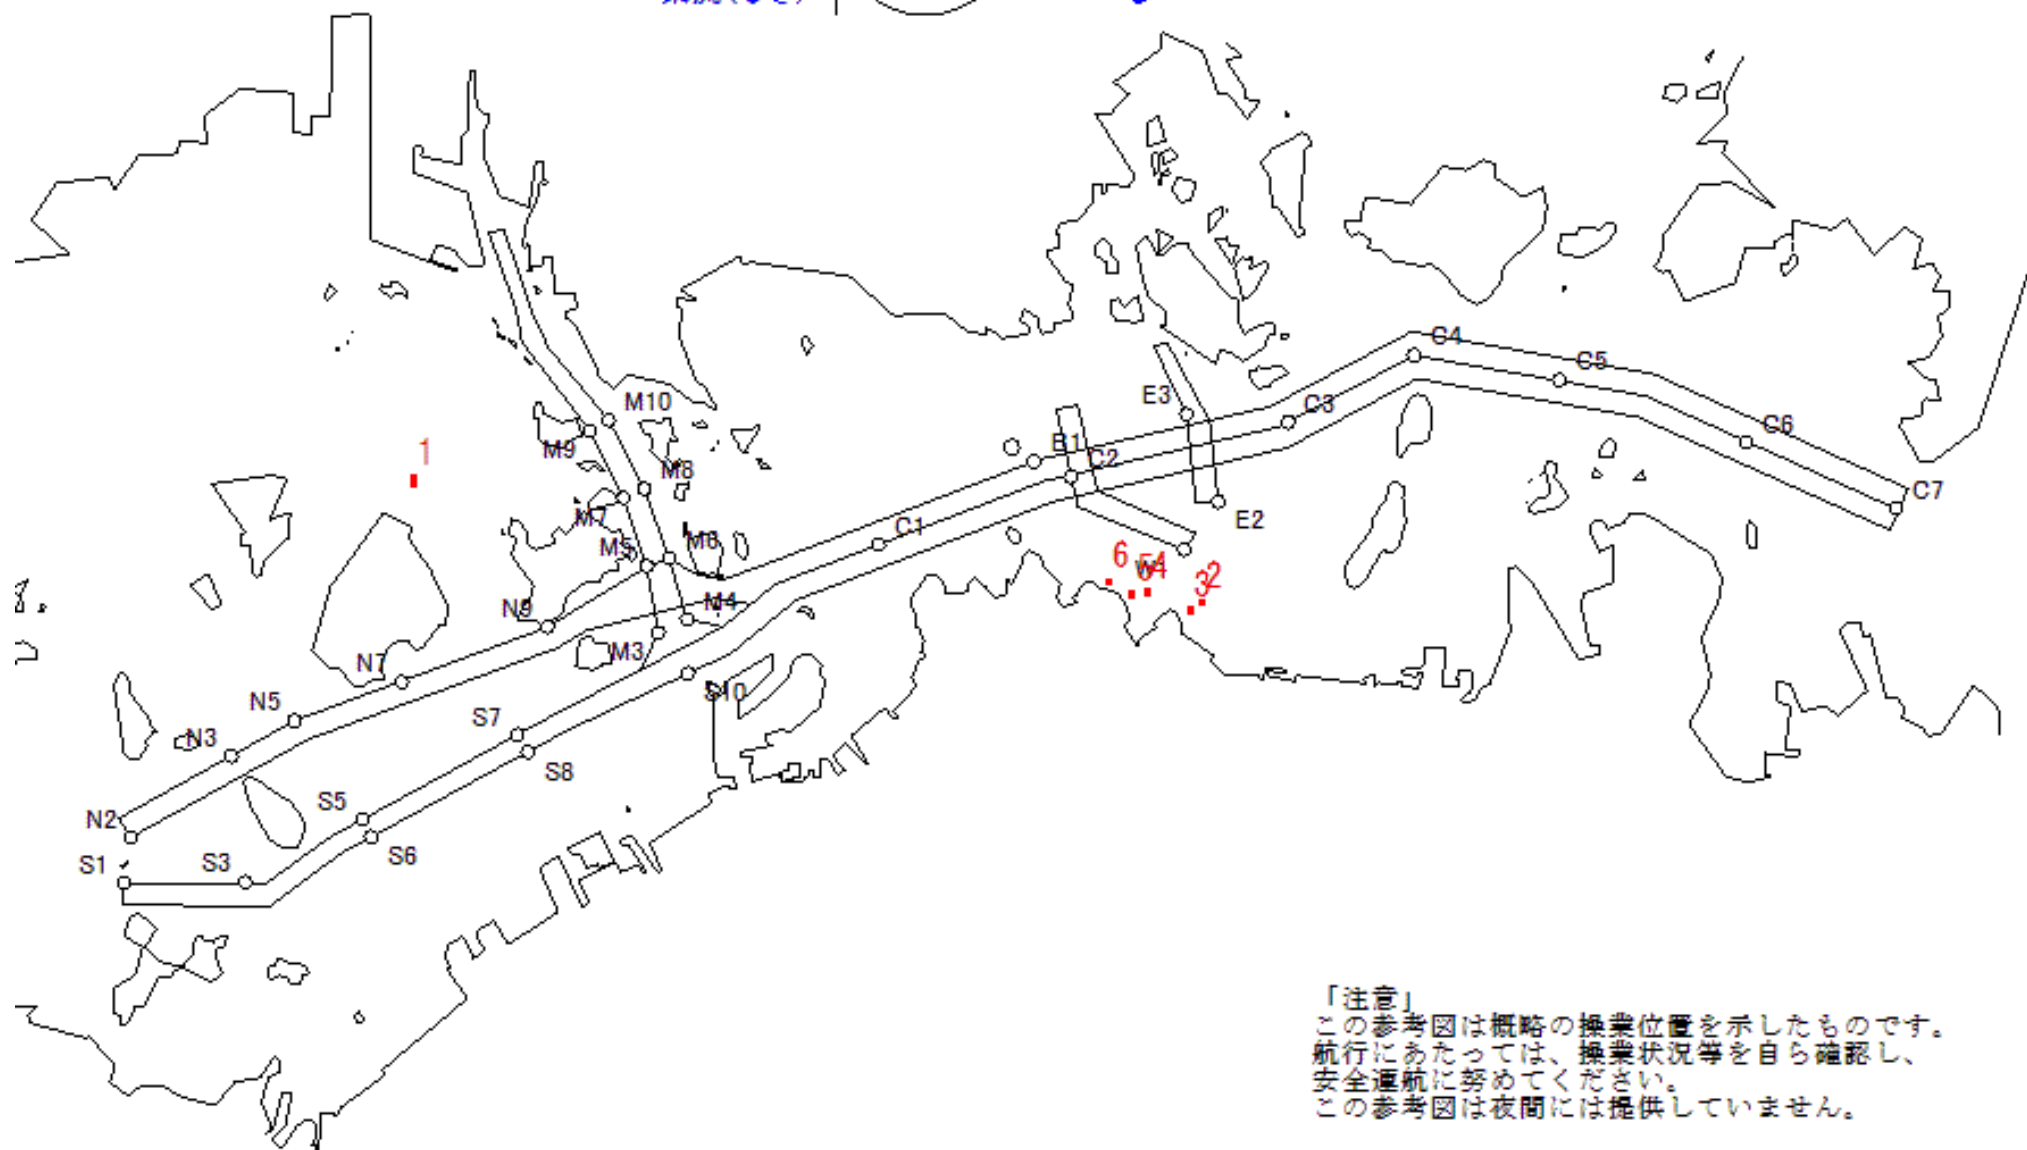 C4
C5
M10
E3
C3
C6
1
M9
B1
C2
M8
C7
M7
E2
C1
M6
M5
6
5
4
3
2
N9
M4
M3
N7
S10
N5
S7
N3
S8
S5
N2
S6
S1
S3
「注意」
この参考図は概略の操業位置を示したものです。
航行にあたっては、操業状況等を自ら確認し、
安全運航に努めてください。
この参考図は夜間には提供していません。